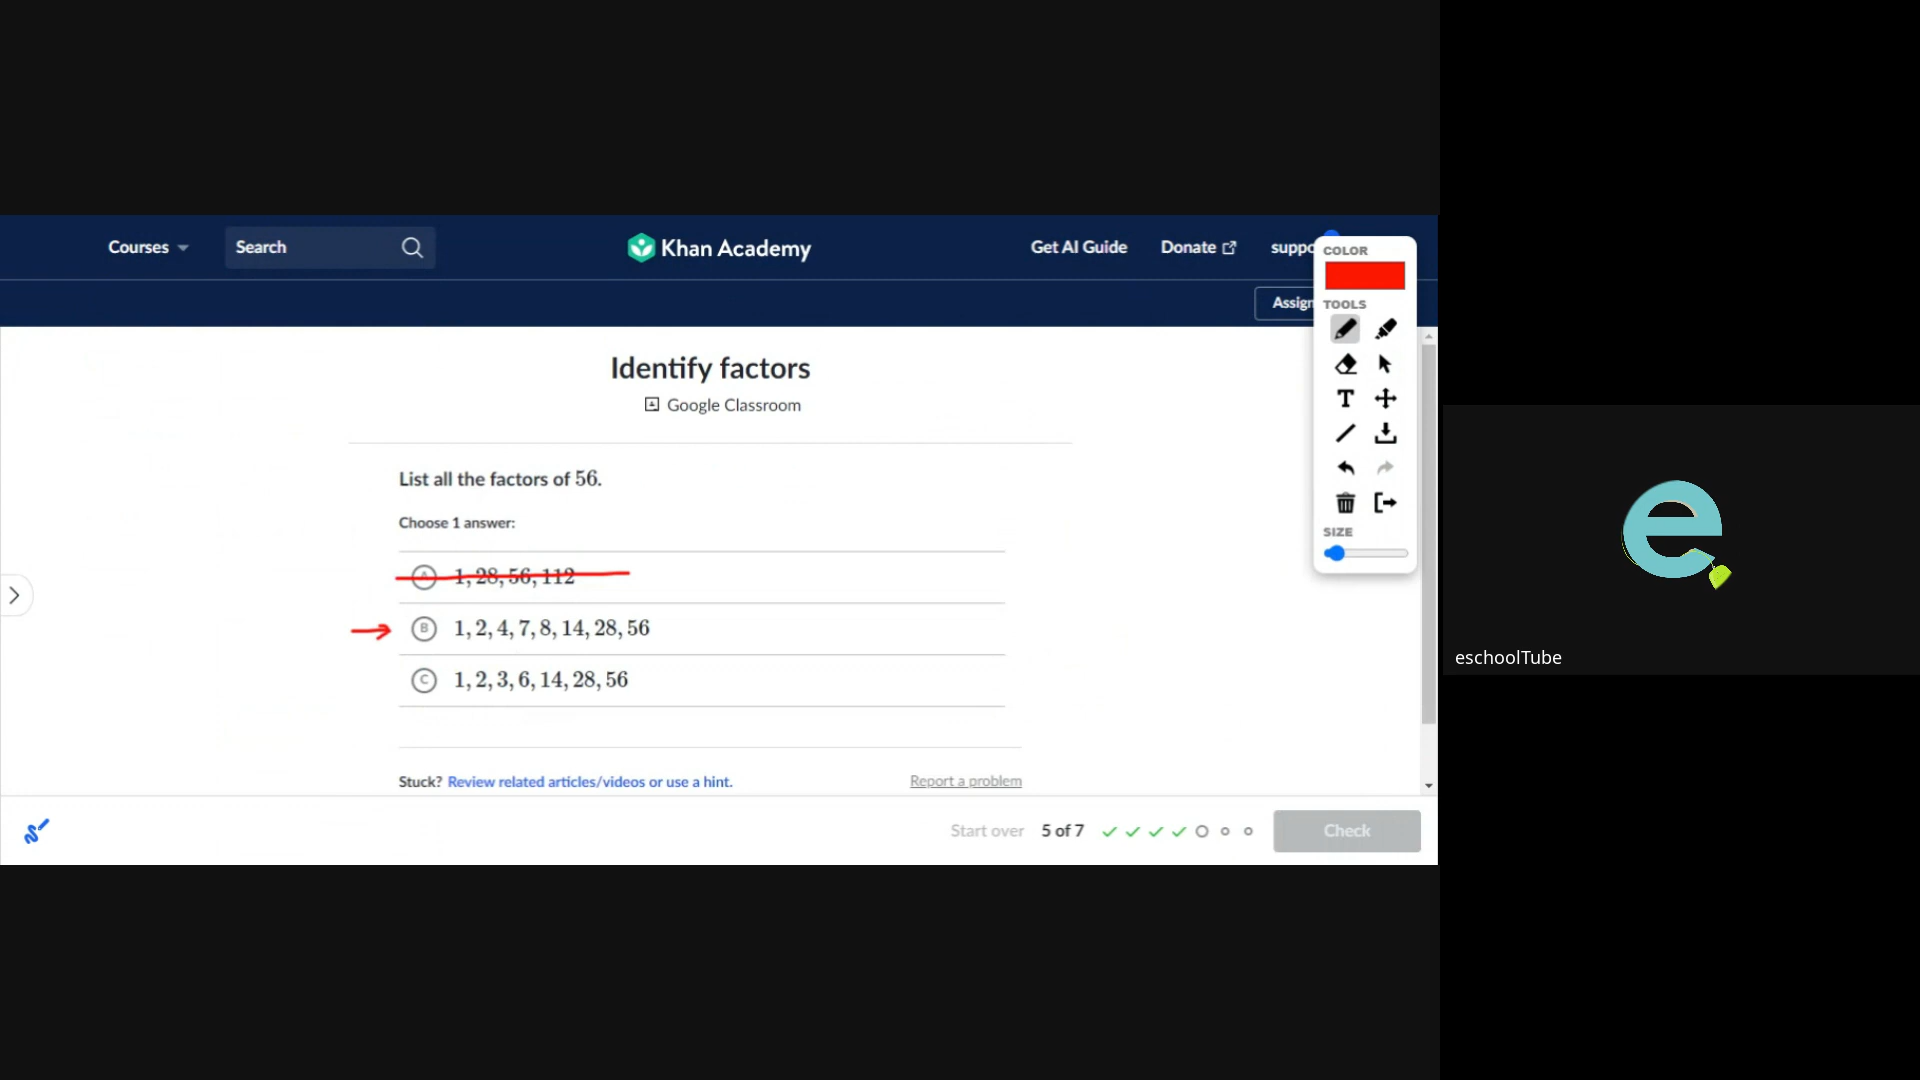 Courses
Search
Khan Academy
Get AI Guide
Donate
suppo
Assign
COLOR
TOOLS
T
SIZE
Identify factors
Google Classroom
List all the factors of 56.
Choose 1 answer:
A 1, 28, 56, 112
B 1, 2, 4, 7, 8, 14, 28, 56
C 1, 2, 3, 6, 14, 28, 56
Stuck? Review related articles/videos or use a hint.
Report a problem
Start over
5 of 7
Check
e
eschoolTube